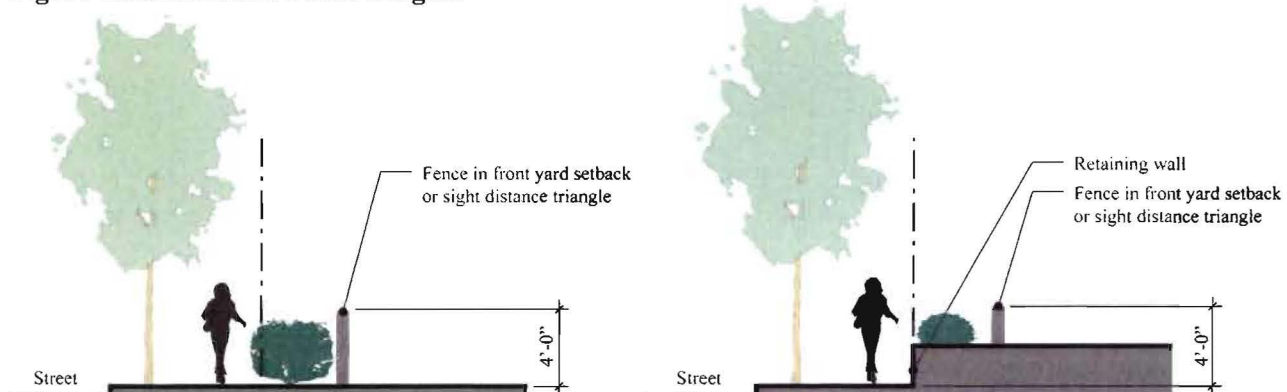 Fence in front yard setback
or sight distance triangle
4'-0"
Street
Retaining wall
Fence in front yard setback
or sight distance triangle
4'-0"
Street